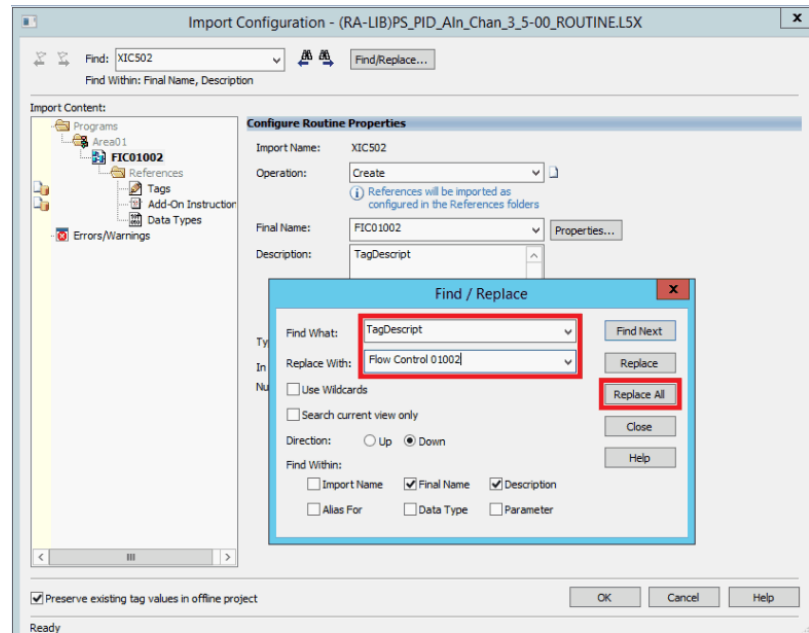 Import Configuration - (RA-LIB)PS_PID_AIn_Chan_3_5-00_ROUTINE.L5X
x
Find: XIC502
Find/Replace...
Find Within: Final Name, Description
Import Content:
Programs
Area01
FIC01002
References
Tags
Add-On Instruction
Data Types
Errors/Warnings
Configure Routine Properties
Import Name: XIC502
Operation: Create
References will be imported as
configured in the References folders
Final Name: FIC01002
Properties...
Description: TagDescript
Ty
In
Nu
Find / Replace
x
Find What: TagDescript
Find Next
Replace With: Flow Control 01002
Replace
Use Wildcards
Replace All
Search current view only
Close
Direction: Up Down
Help
Find Within:
Import Name Final Name Description
Alias For Data Type Parameter
Preserve existing tag values in offline project
OK Cancel Help
Ready